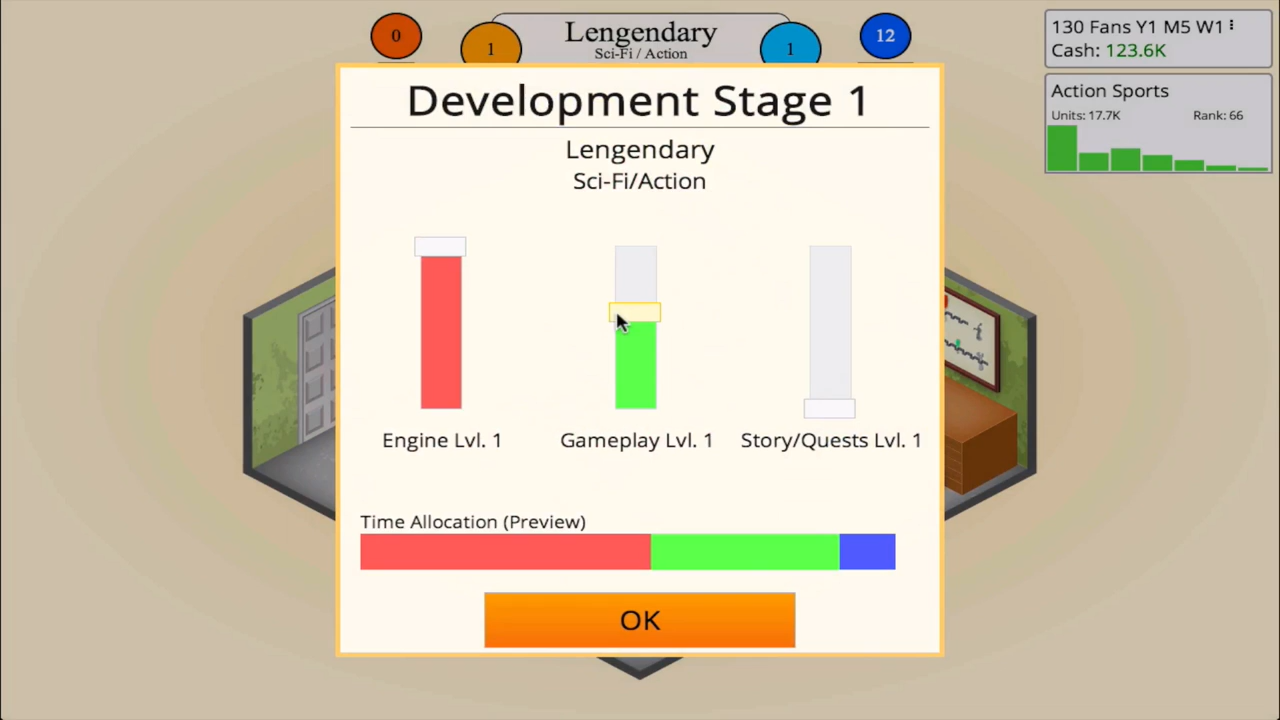 0
1
Lengendary
Sci-Fi / Action
1
12
130 Fans Y1 M5 W1
Cash: 123.6K
Action Sports
Units: 17.7K Rank: 66
Development Stage 1
Lengendary
Sci-Fi/Action
Engine Lvl. 1 Gameplay Lvl. 1 Story/Quests Lvl. 1
Time Allocation (Preview)
OK